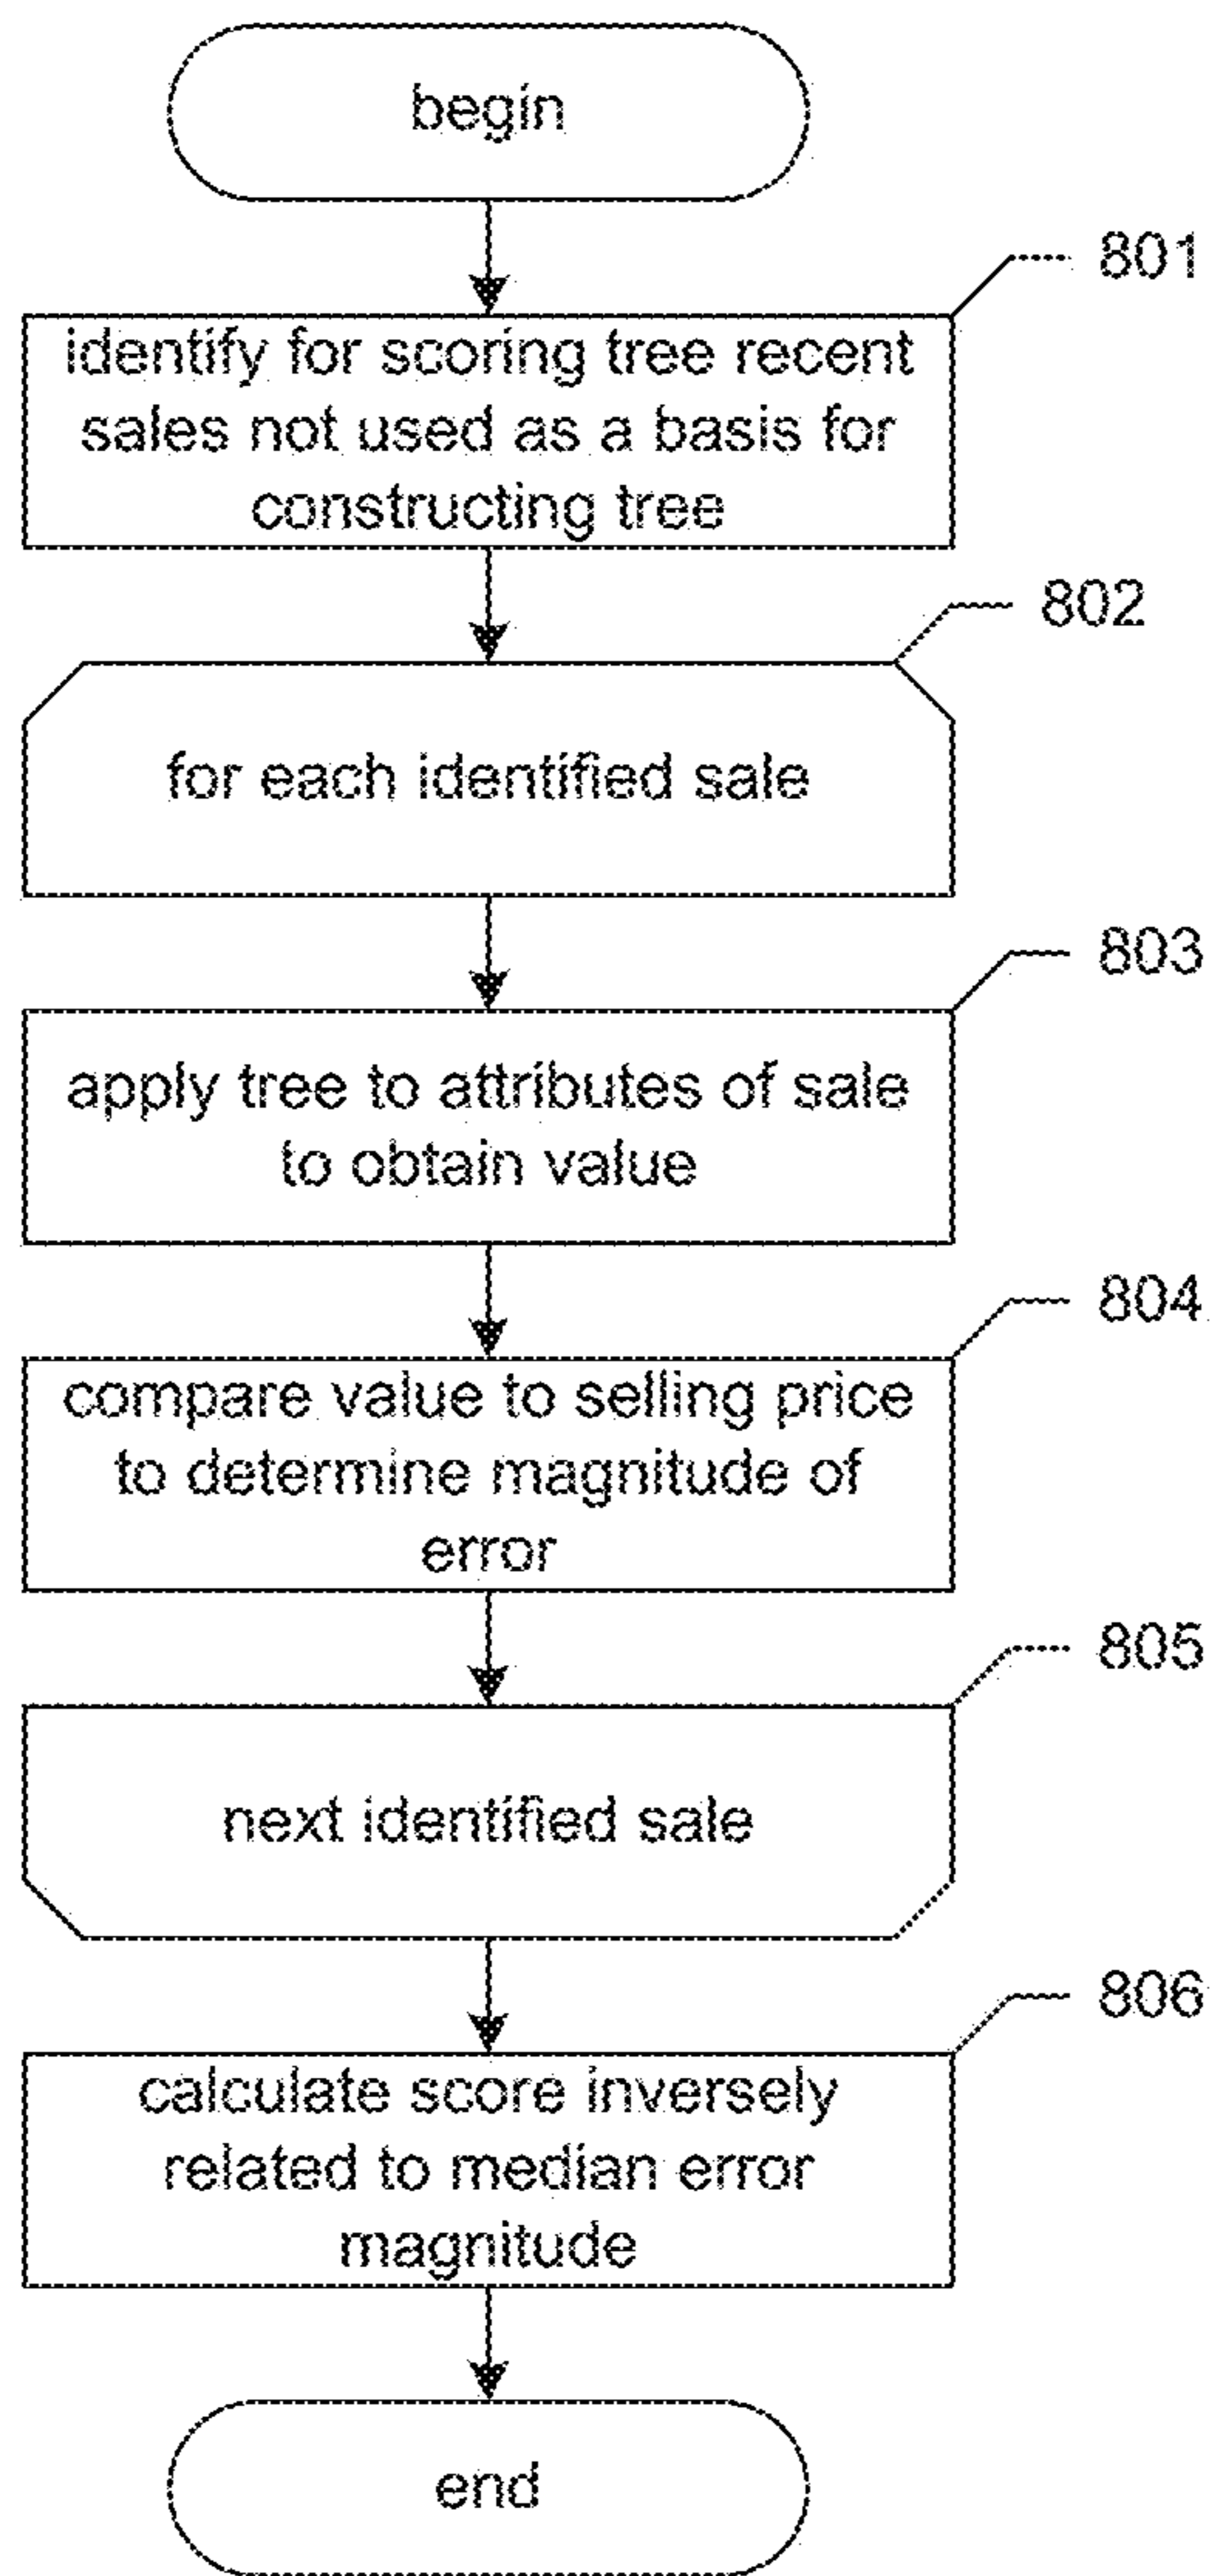 begin
801
identify for scoring tree recent
sales not used as a basis for
constructing tree
802
for each identified sale
803
apply tree to attributes of sale
to obtain value
804
compare value to selling price
to determine magnitude of
error
805
next identified sale
806
calculate score inversely
related to median error
magnitude
end